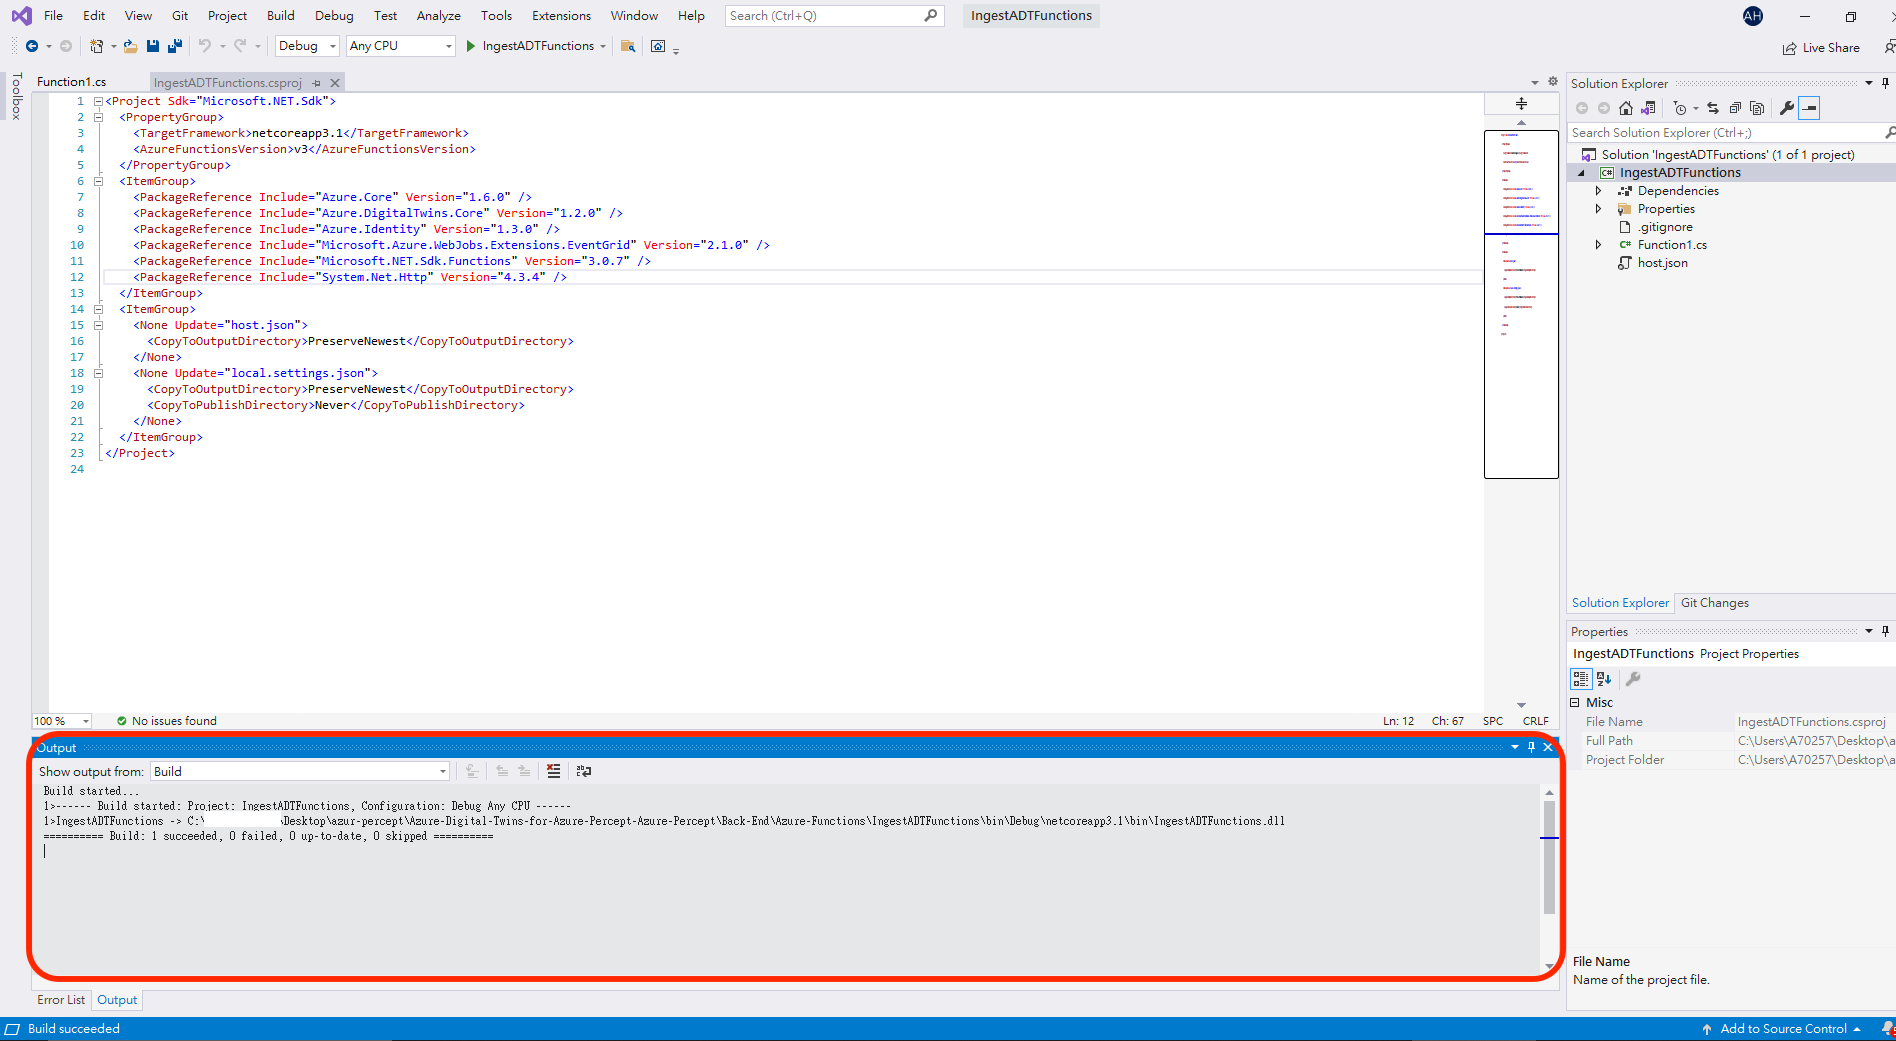 File Edit View Git Project Build Debug Test Analyze Tools Extensions Window Help Search (Ctrl+Q) IngestADTFunctions AH
Debug Any CPU IngestADTFunctions Live Share
Toolbox
Function1.cs IngestADTFunctions.csproj
1 <Project Sdk="Microsoft.NET.Sdk">
2 <PropertyGroup>
3 <TargetFramework>netcoreapp3.1</TargetFramework>
4 <AzureFunctionsVersion>v3</AzureFunctionsVersion>
5 </PropertyGroup>
6 <ItemGroup>
7 <PackageReference Include="Azure.Core" Version="1.6.0" />
8 <PackageReference Include="Azure.DigitalTwins.Core" Version="1.2.0" />
9 <PackageReference Include="Azure.Identity" Version="1.3.0" />
10 <PackageReference Include="Microsoft.Azure.WebJobs.Extensions.EventGrid" Version="2.1.0" />
11 <PackageReference Include="Microsoft.NET.Sdk.Functions" Version="3.0.7" />
12 <PackageReference Include="System.Net.Http" Version="4.3.4" />
13 </ItemGroup>
14 <ItemGroup>
15 <None Update="host.json">
16 <CopyToOutputDirectory>PreserveNewest</CopyToOutputDirectory>
17 </None>
18 <None Update="local.settings.json">
19 <CopyToOutputDirectory>PreserveNewest</CopyToOutputDirectory>
20 <CopyToPublishDirectory>Never</CopyToPublishDirectory>
21 </None>
22 </ItemGroup>
23 </Project>
24
100 % No issues found Ln: 12 Ch: 67 SPC CRLF
Output
Show output from: Build
Build started...
1>------ Build started: Project: IngestADTFunctions, Configuration: Debug Any CPU ------
1>IngestADTFunctions -> C:\ \Desktop\azur-percept\Azure-Digital-Twins-for-Azure-Percept-Azure-Percept\Back-End\Azure-Functions\IngestADTFunctions\bin\Debug\netcoreapp3.1\bin\IngestADTFunctions.dll
========== Build: 1 succeeded, 0 failed, 0 up-to-date, 0 skipped ==========
Error List Output
Solution Explorer
Search Solution Explorer (Ctrl+;)
Solution 'IngestADTFunctions' (1 of 1 project)
C# IngestADTFunctions
Dependencies
Properties
.gitignore
C# Function1.cs
host.json
Solution Explorer Git Changes
Properties
IngestADTFunctions Project Properties
Misc
File Name IngestADTFunctions.csproj
Full Path C:\Users\A70257\Desktop\a
Project Folder C:\Users\A70257\Desktop\a
File Name
Name of the project file.
Build succeeded Add to Source Control